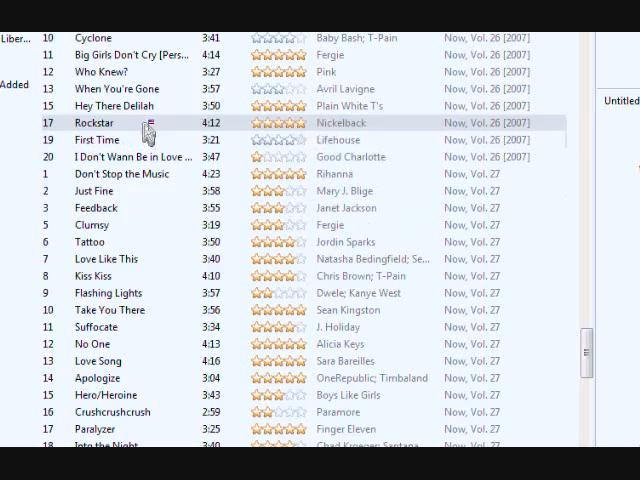 Liber... 10 Cyclone 3:41 Baby Bash; T-Pain Now, Vol. 26 [2007]
11 Big Girls Don't Cry [Pers... 4:14 Fergie Now, Vol. 26 [2007]
12 Who Knew? 3:27 Pink Now, Vol. 26 [2007]
Added 13 When You're Gone 3:57 Avril Lavigne Now, Vol. 26 [2007]
15 Hey There Delilah 3:50 Plain White T's Now, Vol. 26 [2007]
Untitled
17 Rockstar 4:12 Nickelback Now, Vol. 26 [2007]
19 First Time 3:21 Lifehouse Now, Vol. 26 [2007]
20 I Don't Wann Be in Love ... 3:47 Good Charlotte Now, Vol. 26 [2007]
1 Don't Stop the Music 4:23 Rihanna Now, Vol. 27
2 Just Fine 3:58 Mary J. Blige Now, Vol. 27
3 Feedback 3:55 Janet Jackson Now, Vol. 27
5 Clumsy 3:19 Fergie Now, Vol. 27
6 Tattoo 3:50 Jordin Sparks Now, Vol. 27
7 Love Like This 3:40 Natasha Bedingfield; Se... Now, Vol. 27
8 Kiss Kiss 4:10 Chris Brown; T-Pain Now, Vol. 27
9 Flashing Lights 3:57 Dwele; Kanye West Now, Vol. 27
10 Take You There 3:56 Sean Kingston Now, Vol. 27
11 Suffocate 3:34 J. Holiday Now, Vol. 27
12 No One 4:13 Alicia Keys Now, Vol. 27
13 Love Song 4:16 Sara Bareilles Now, Vol. 27
14 Apologize 3:04 OneRepublic; Timbaland Now, Vol. 27
15 Hero/Heroine 3:43 Boys Like Girls Now, Vol. 27
16 Crushcrushcrush 2:59 Paramore Now, Vol. 27
17 Paralyzer 3:25 Finger Eleven Now, Vol. 27
18 Into the Night 3:40 Chad Kroeger; Santana Now, Vol. 27